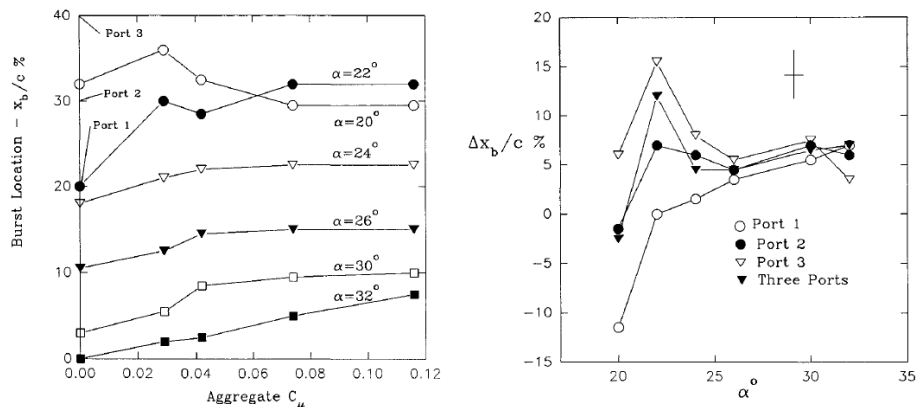 Burst Location - x_b/c %
40
30
20
10
0
Port 3
Port 2
Port 1
α=22°
α=20°
α=24°
α=26°
α=30°
α=32°
0.00 0.02 0.04 0.06 0.08 0.10 0.12
Aggregate C_μ
Δx_b/c %
20
15
10
5
0
−5
−10
−15
Port 1
Port 2
Port 3
Three Ports
20 25 30 35
α°